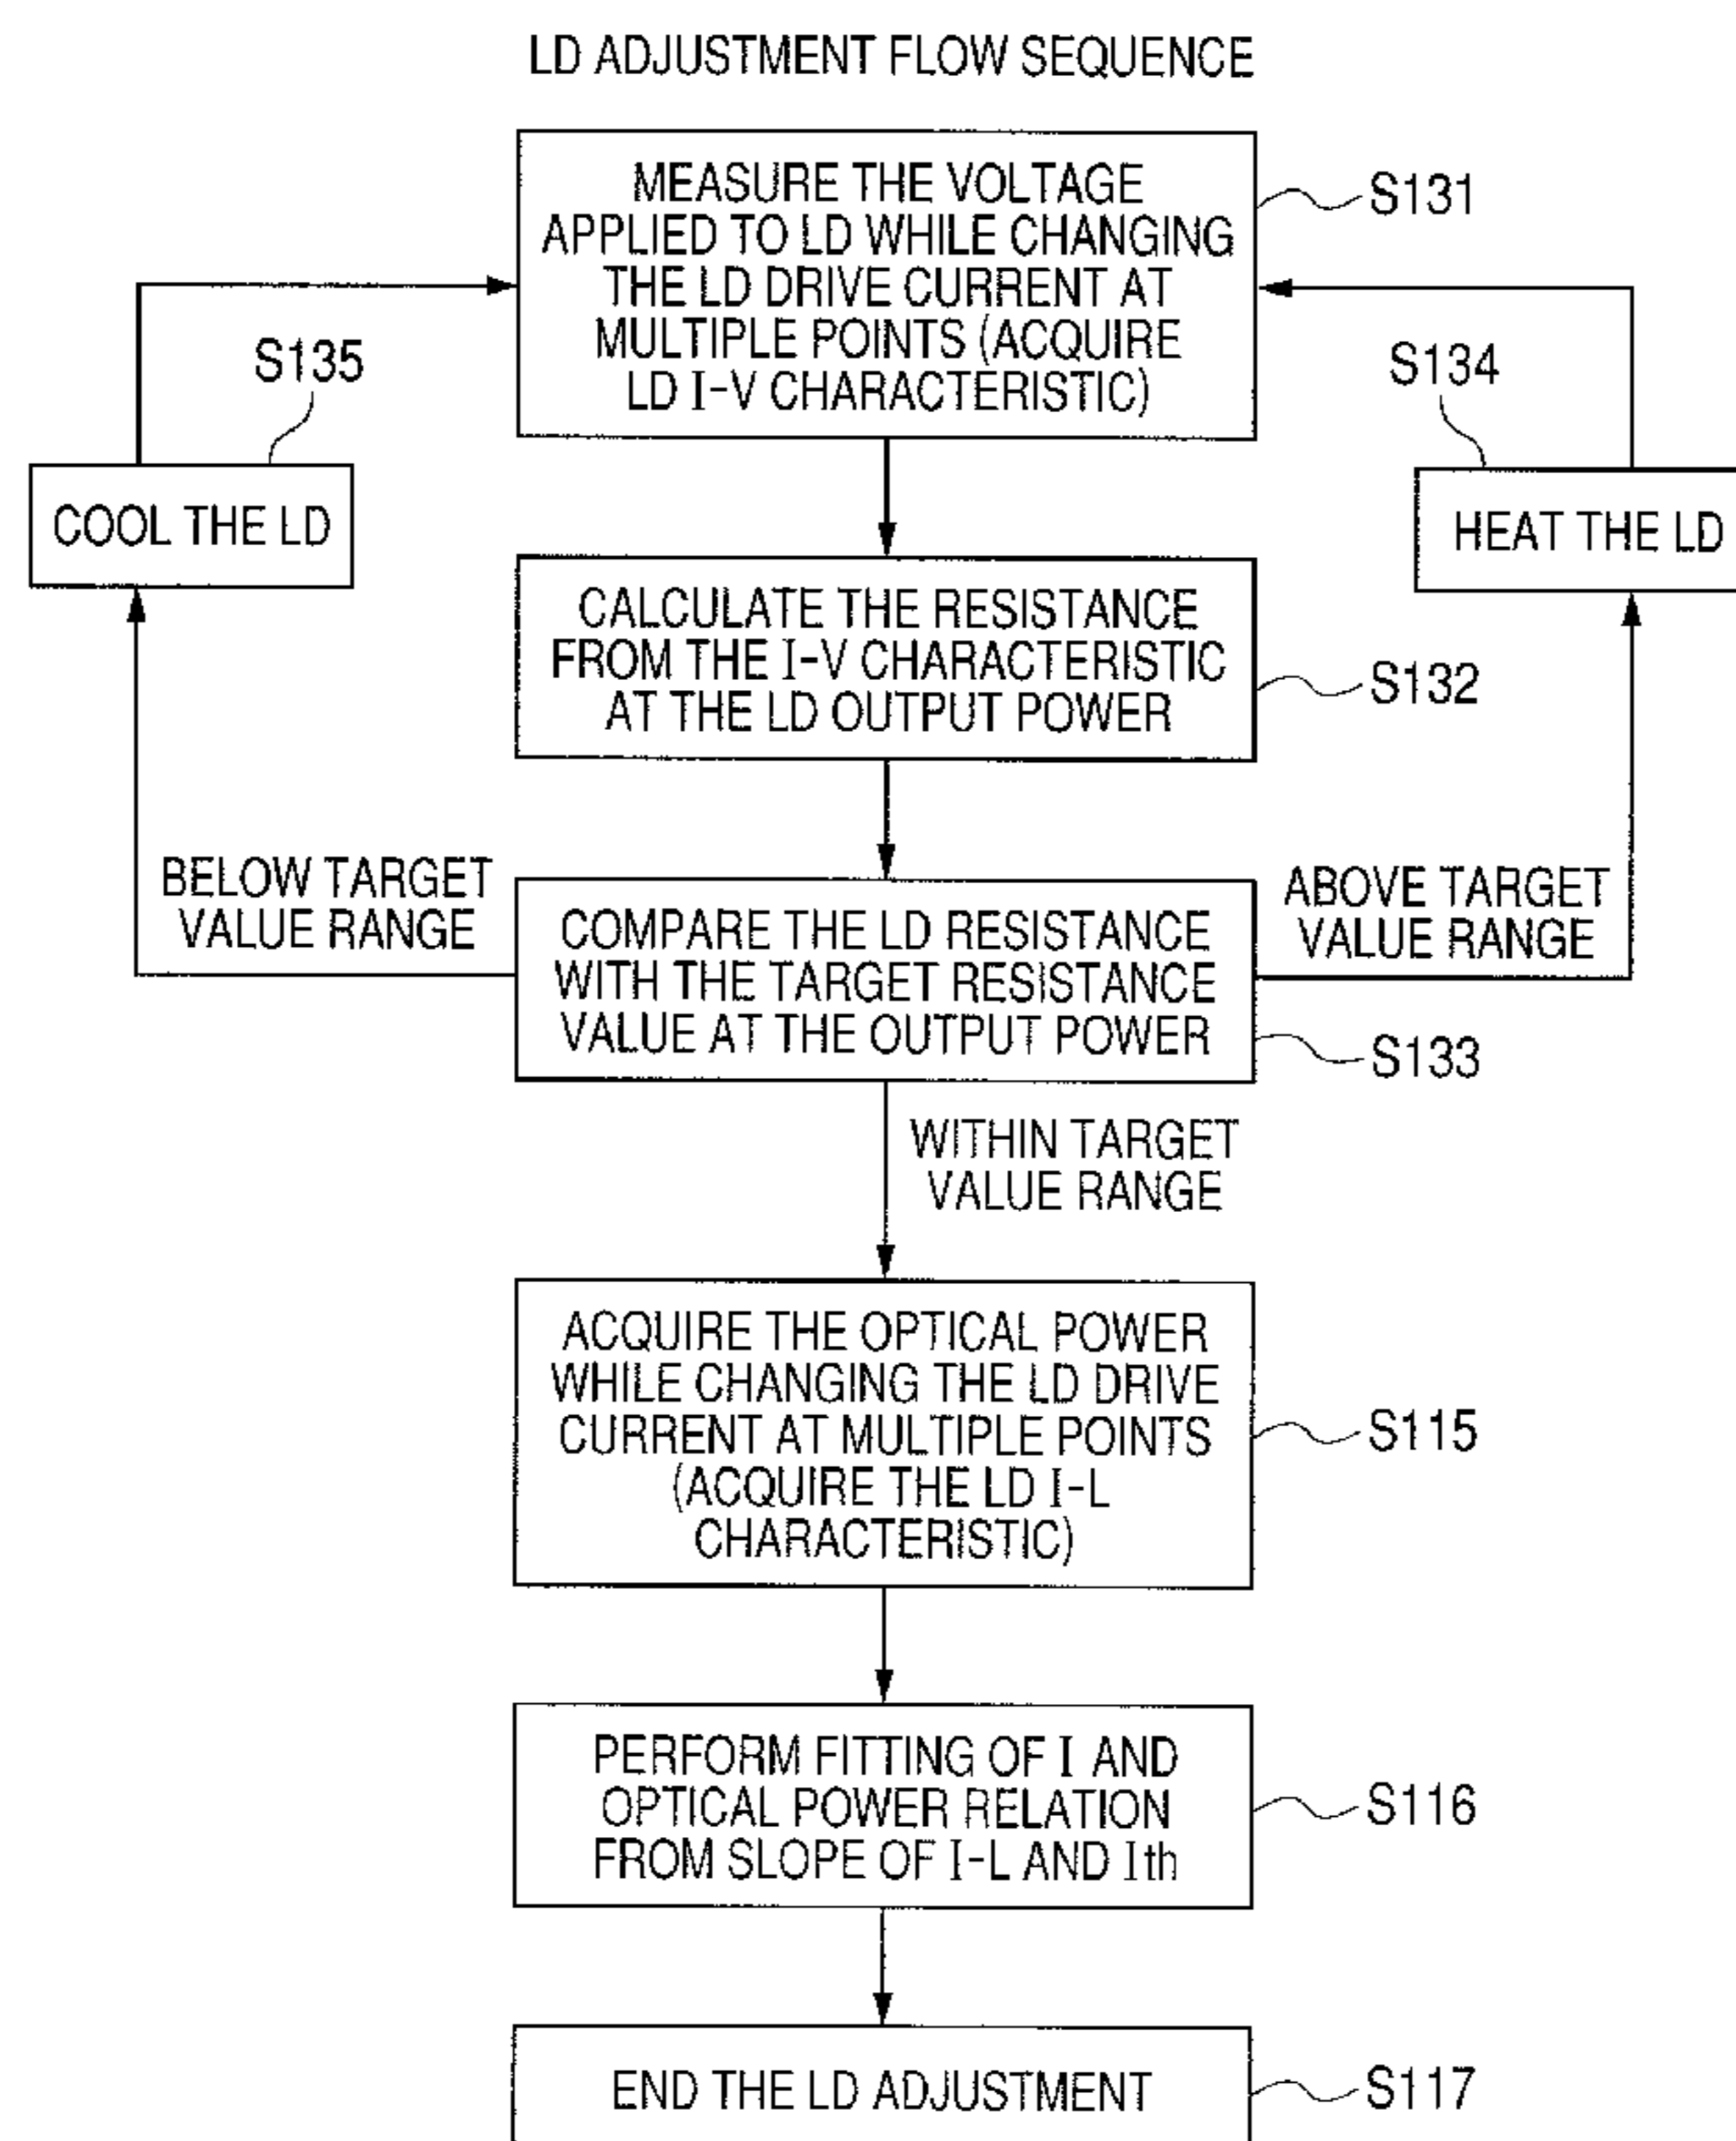 LD ADJUSTMENT FLOW SEQUENCE
MEASURE THE VOLTAGE
APPLIED TO LD WHILE CHANGING
THE LD DRIVE CURRENT AT
MULTIPLE POINTS (ACQUIRE
LD I-V CHARACTERISTIC)
S131
S135
S134
COOL THE LD
HEAT THE LD
CALCULATE THE RESISTANCE
FROM THE I-V CHARACTERISTIC
AT THE LD OUTPUT POWER
S132
BELOW TARGET
VALUE RANGE
ABOVE TARGET
VALUE RANGE
COMPARE THE LD RESISTANCE
WITH THE TARGET RESISTANCE
VALUE AT THE OUTPUT POWER
S133
WITHIN TARGET
VALUE RANGE
ACQUIRE THE OPTICAL POWER
WHILE CHANGING THE LD DRIVE
CURRENT AT MULTIPLE POINTS
(ACQUIRE THE LD I-L
CHARACTERISTIC)
S115
PERFORM FITTING OF I AND
OPTICAL POWER RELATION
FROM SLOPE OF I-L AND Ith
S116
END THE LD ADJUSTMENT
S117